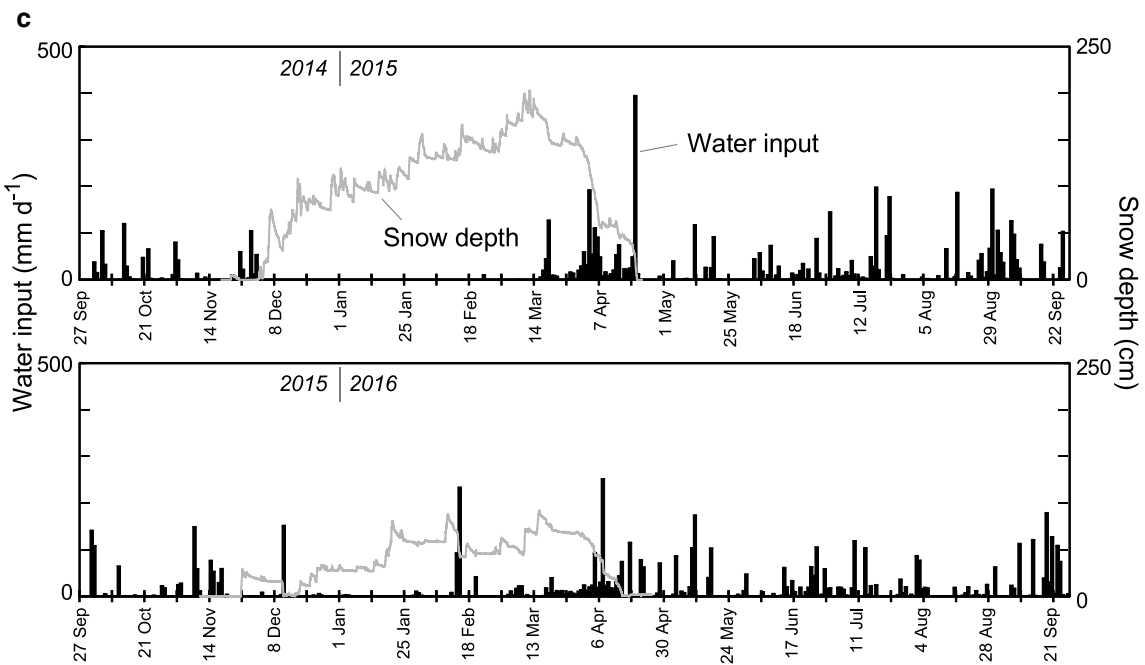 c
500
250
2014 | 2015
Water input
Snow depth
0
0
27 Sep
21 Oct
14 Nov
8 Dec
1 Jan
25 Jan
18 Feb
14 Mar
7 Apr
1 May
25 May
18 Jun
12 Jul
5 Aug
29 Aug
22 Sep
Water input (mm d⁻¹)
Snow depth (cm)
500
250
2015 | 2016
0
0
27 Sep
21 Oct
14 Nov
8 Dec
1 Jan
25 Jan
18 Feb
13 Mar
6 Apr
30 Apr
24 May
17 Jun
11 Jul
4 Aug
28 Aug
21 Sep